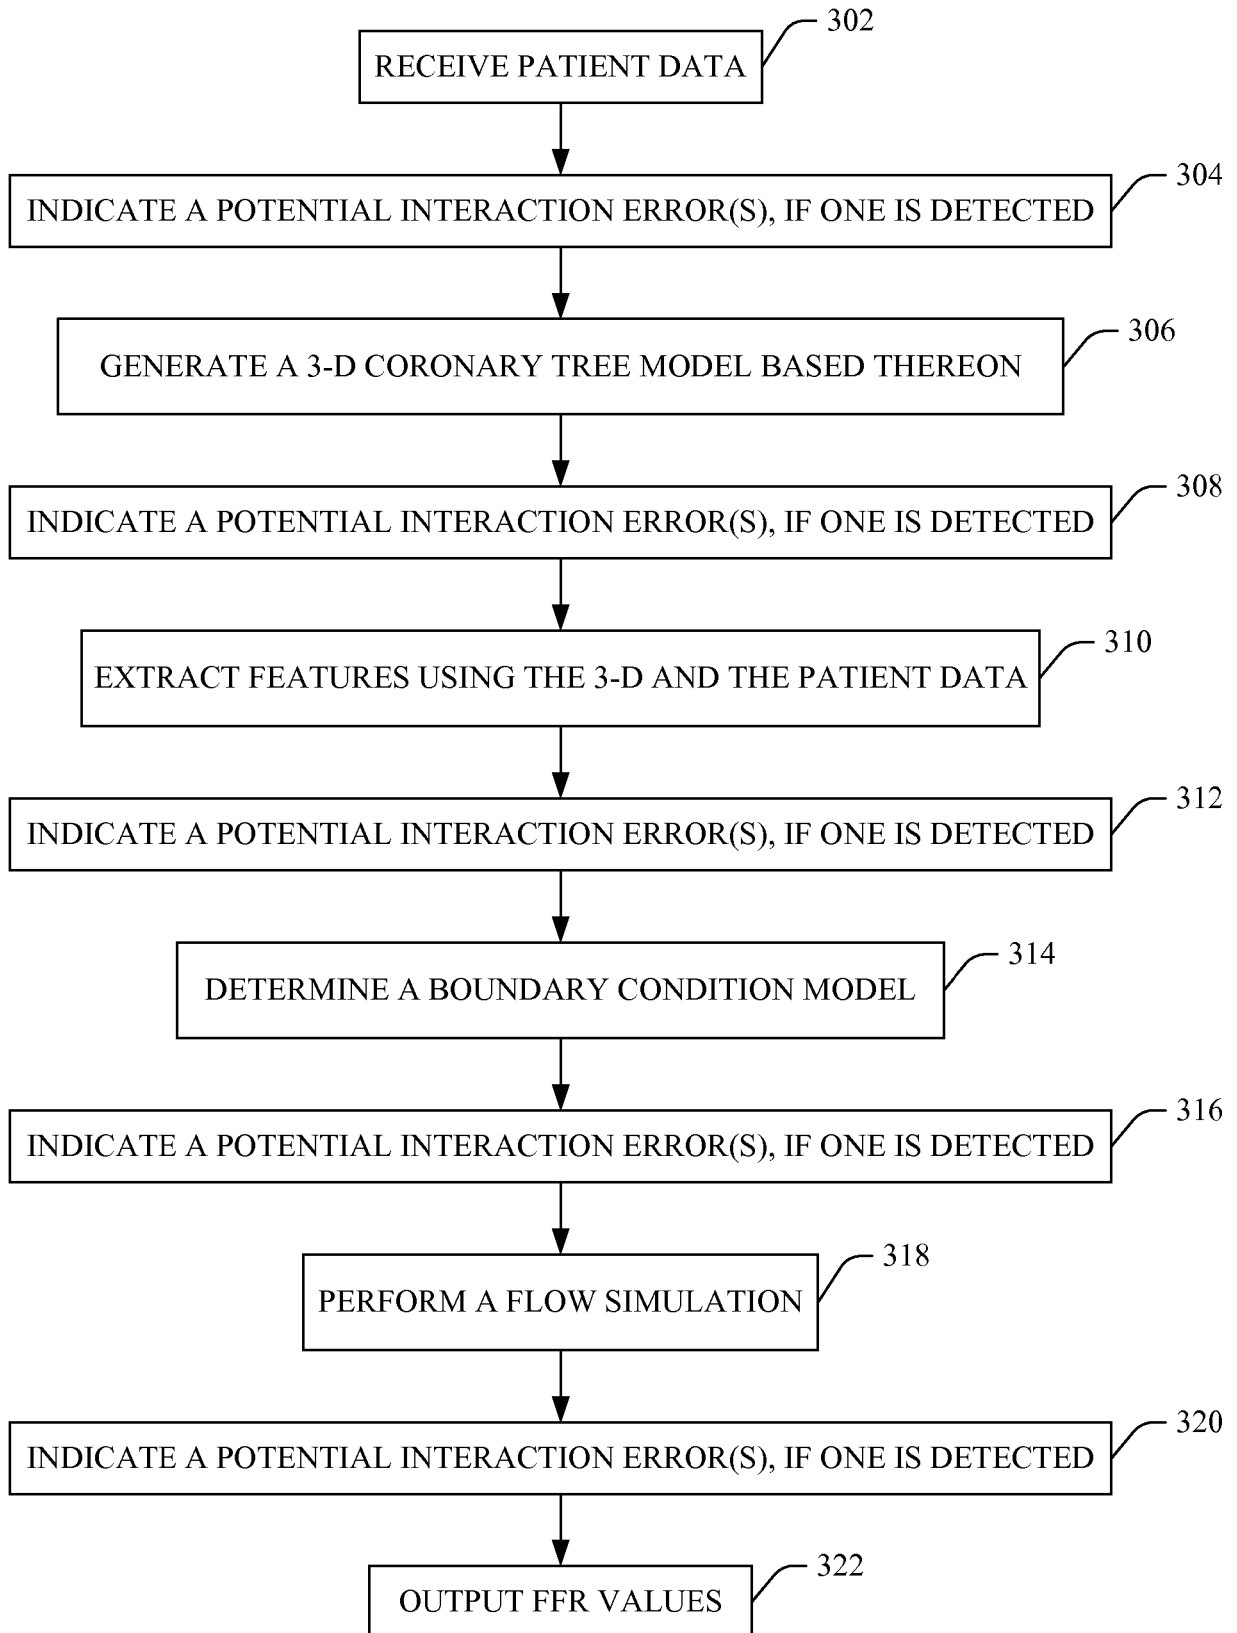 302
RECEIVE PATIENT DATA
304
INDICATE A POTENTIAL INTERACTION ERROR(S), IF ONE IS DETECTED
306
GENERATE A 3-D CORONARY TREE MODEL BASED THEREON
308
INDICATE A POTENTIAL INTERACTION ERROR(S), IF ONE IS DETECTED
310
EXTRACT FEATURES USING THE 3-D AND THE PATIENT DATA
312
INDICATE A POTENTIAL INTERACTION ERROR(S), IF ONE IS DETECTED
314
DETERMINE A BOUNDARY CONDITION MODEL
316
INDICATE A POTENTIAL INTERACTION ERROR(S), IF ONE IS DETECTED
318
PERFORM A FLOW SIMULATION
320
INDICATE A POTENTIAL INTERACTION ERROR(S), IF ONE IS DETECTED
322
OUTPUT FFR VALUES